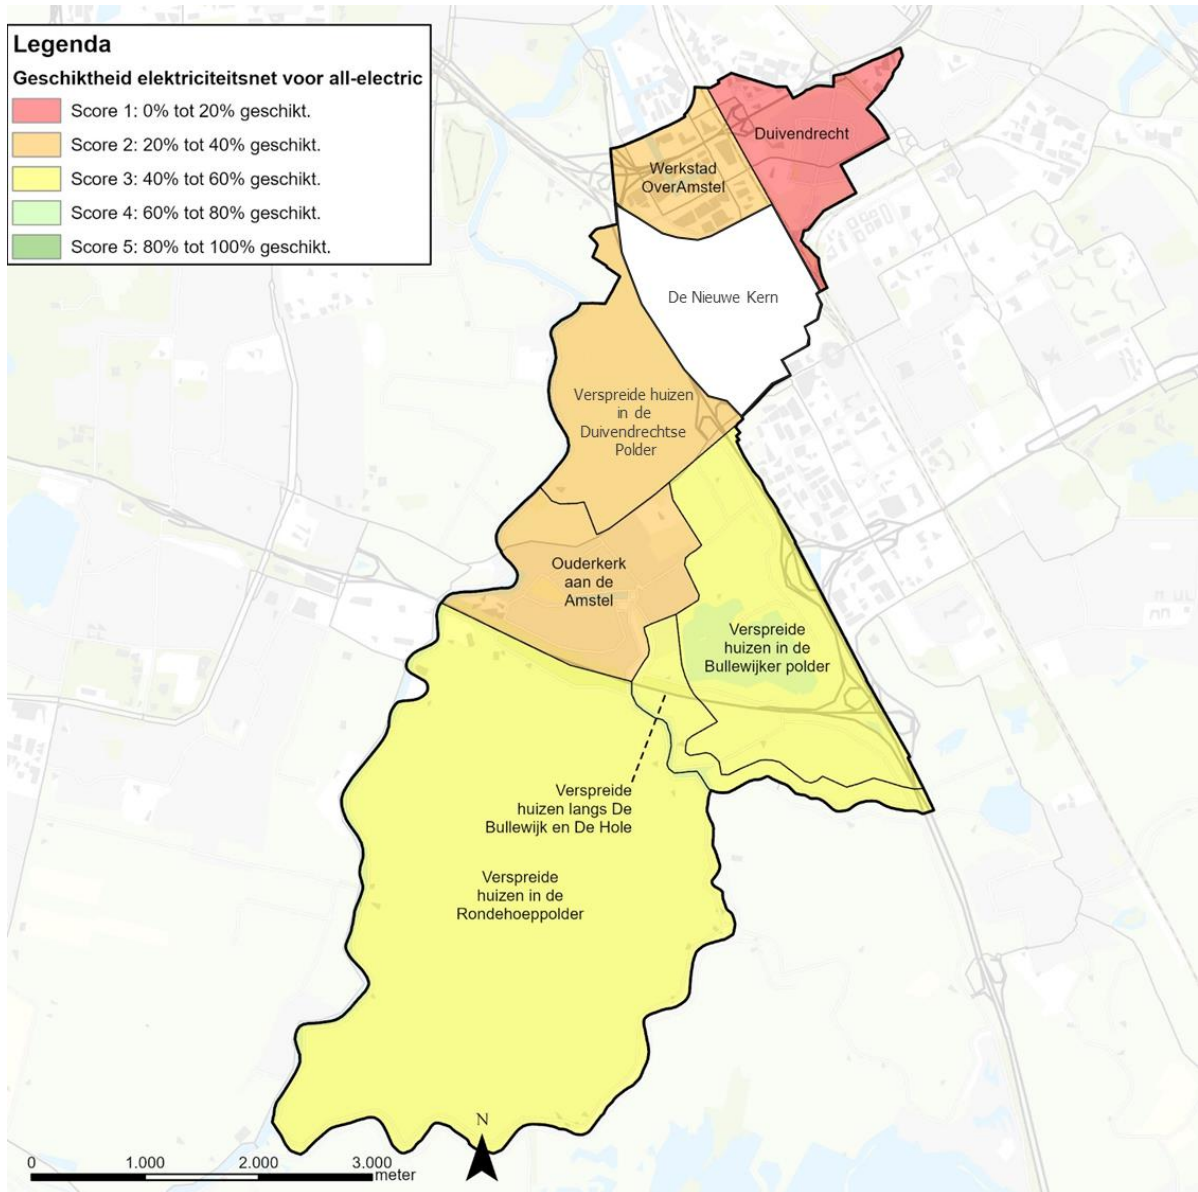 Legenda
Geschiktheid elektriciteitsnet voor all-electric
Score 1: 0% tot 20% geschikt.
Score 2: 20% tot 40% geschikt.
Score 3: 40% tot 60% geschikt.
Score 4: 60% tot 80% geschikt.
Score 5: 80% tot 100% geschikt.
Duivendrecht
Werkstad
OverAmstel
De Nieuwe Kern
Verspreide huizen
in de
Duivendrechtse
Polder
Ouderkerk
aan de
Amstel
Verspreide
huizen in de
Bullewijker polder
Verspreide
huizen langs De
Bullewijk en De Hole
Verspreide
huizen in de
Rondehoeppolder
N
0 1.000 2.000 3.000
meter